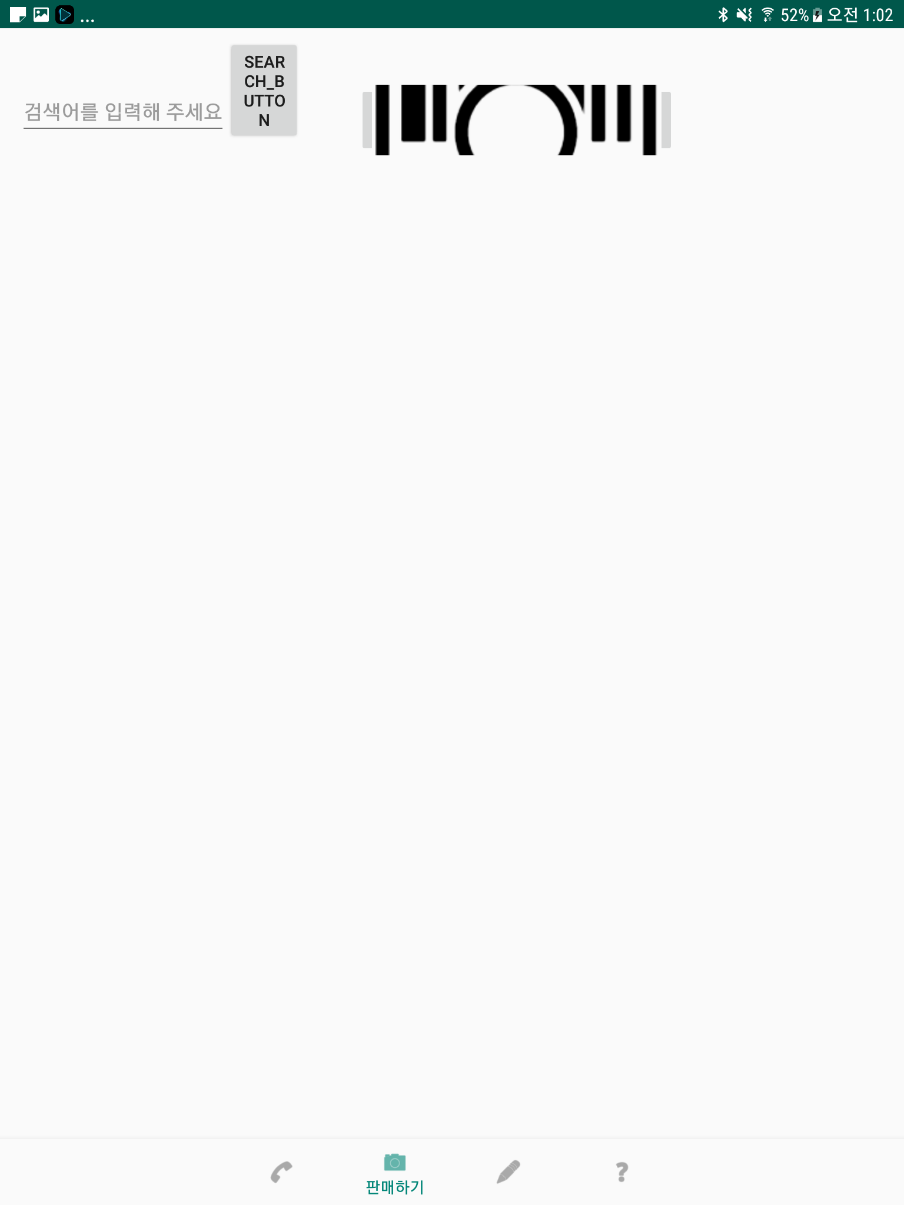 ... 52% 오전 1:02
검색어를 입력해 주세요
SEAR
CH_B
UTTO
N
판매하기
?